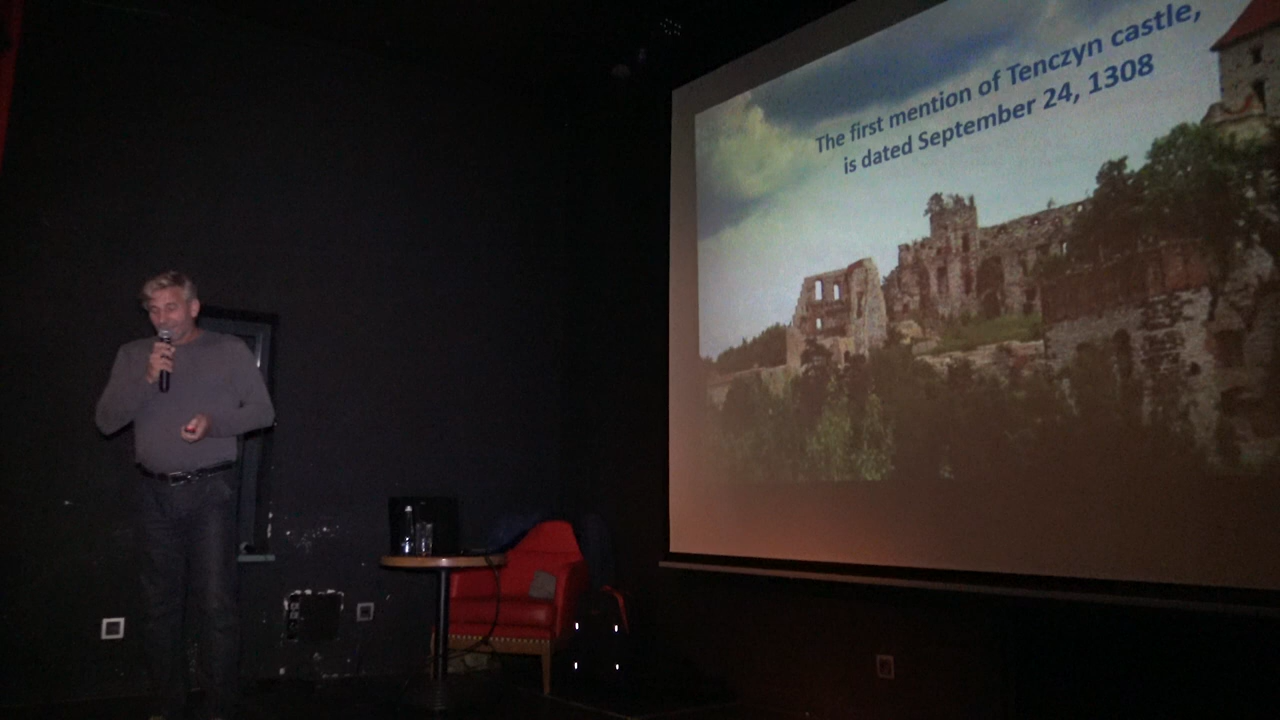 The first mention of Tenczyn castle,
is dated September 24, 1308